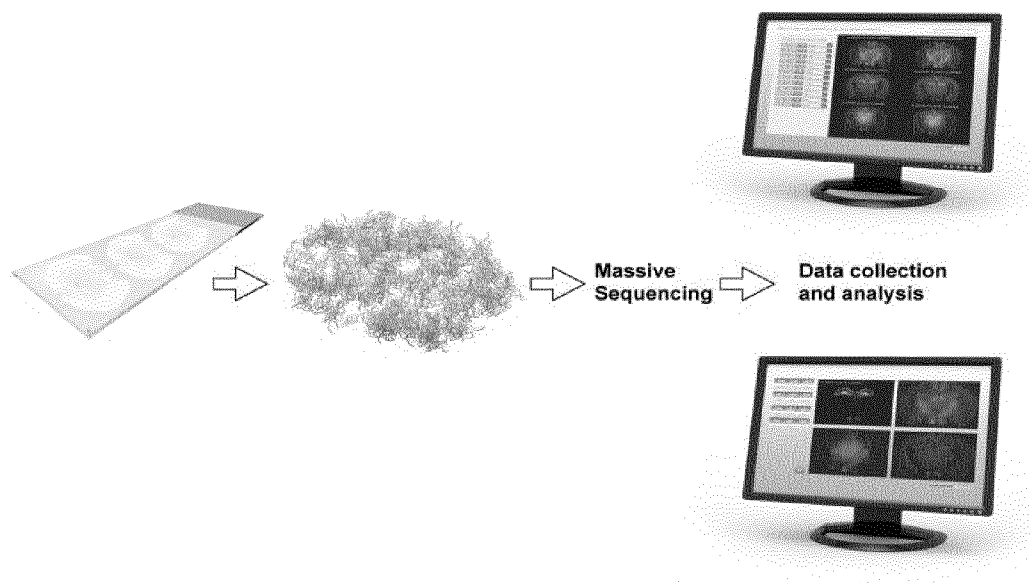 Massive
Sequencing
Data collection
and analysis